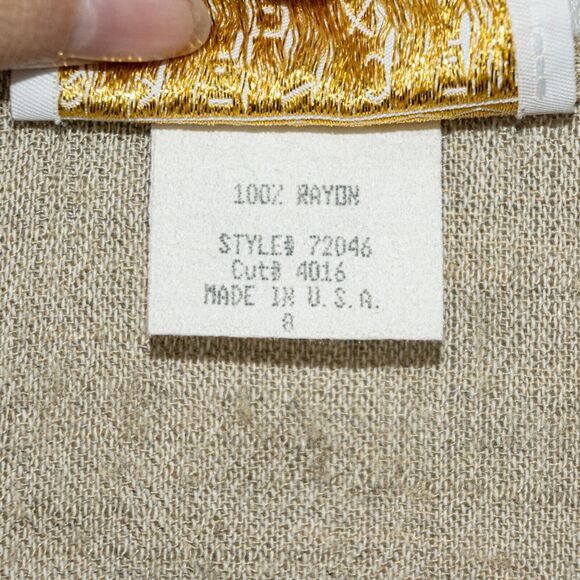 100% RAYON
STYLE# 72046
Cut# 4016
MADE IN U.S.A.
8